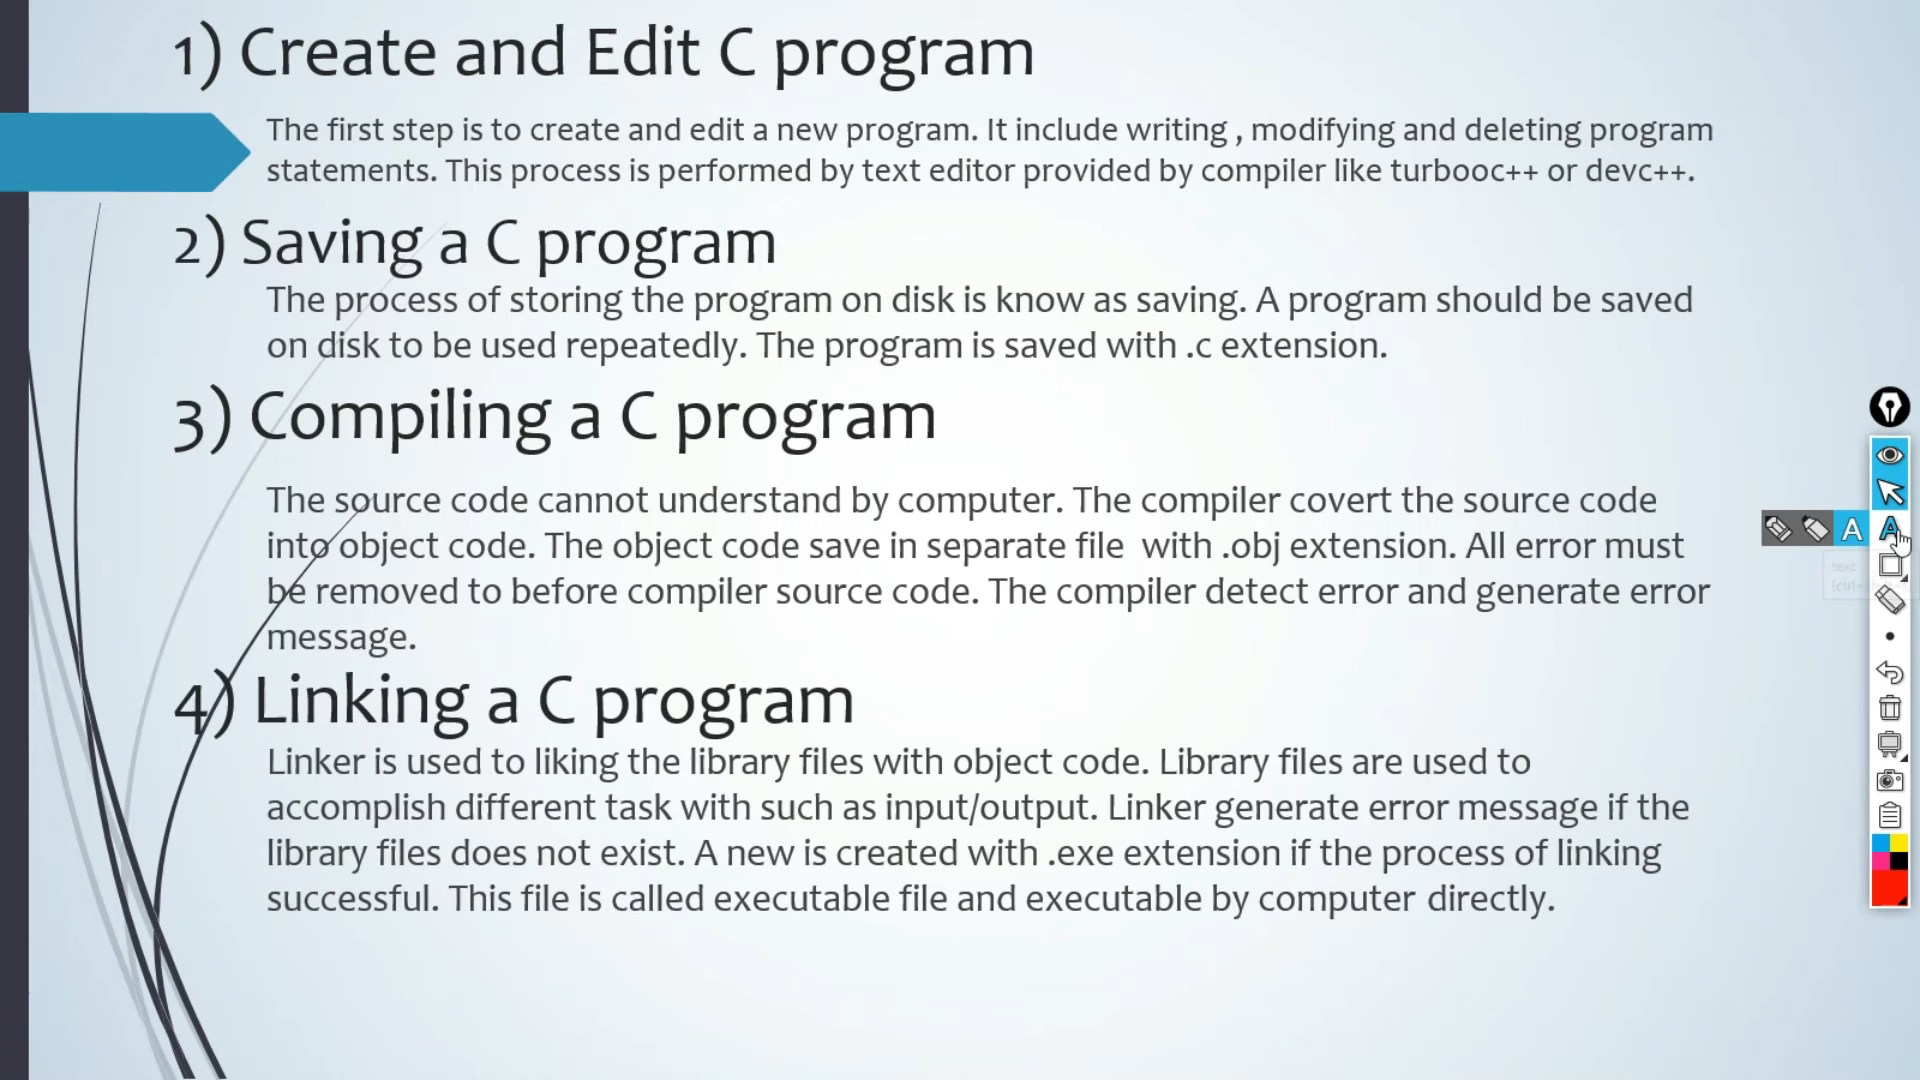 1) Create and Edit C program
The first step is to create and edit a new program. It include writing , modifying and deleting program
statements. This process is performed by text editor provided by compiler like turbooc++ or devc++.
2) Saving a C program
The process of storing the program on disk is know as saving. A program should be saved
on disk to be used repeatedly. The program is saved with .c extension.
3) Compiling a C program
The source code cannot understand by computer. The compiler covert the source code
into object code. The object code save in separate file  with .obj extension. All error must
be removed to before compiler source code. The compiler detect error and generate error
message.
4) Linking a C program
Linker is used to liking the library files with object code. Library files are used to
accomplish different task with such as input/output. Linker generate error message if the
library files does not exist. A new is created with .exe extension if the process of linking
successful. This file is called executable file and executable by computer directly.
A
A
text